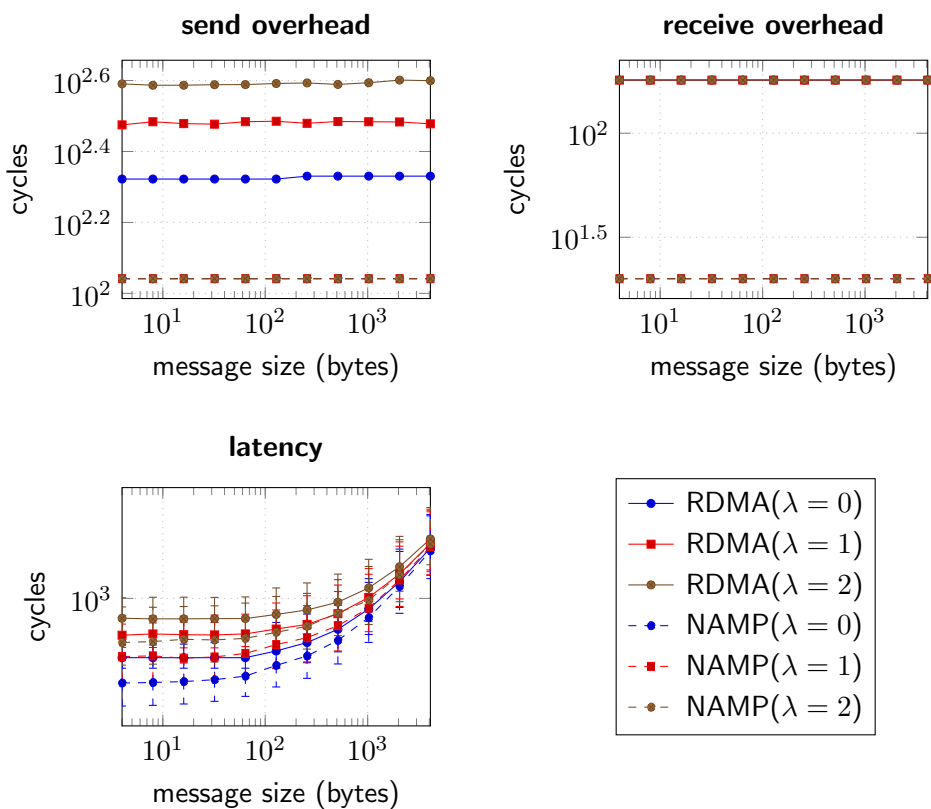 send overhead
10^2.6
10^2.4
10^2.2
10^2
cycles
10^1 10^2 10^3
message size (bytes)
receive overhead
10^2
10^1.5
cycles
10^1 10^2 10^3
message size (bytes)
latency
10^3
cycles
10^1 10^2 10^3
message size (bytes)
RDMA(λ = 0)
RDMA(λ = 1)
RDMA(λ = 2)
NAMP(λ = 0)
NAMP(λ = 1)
NAMP(λ = 2)